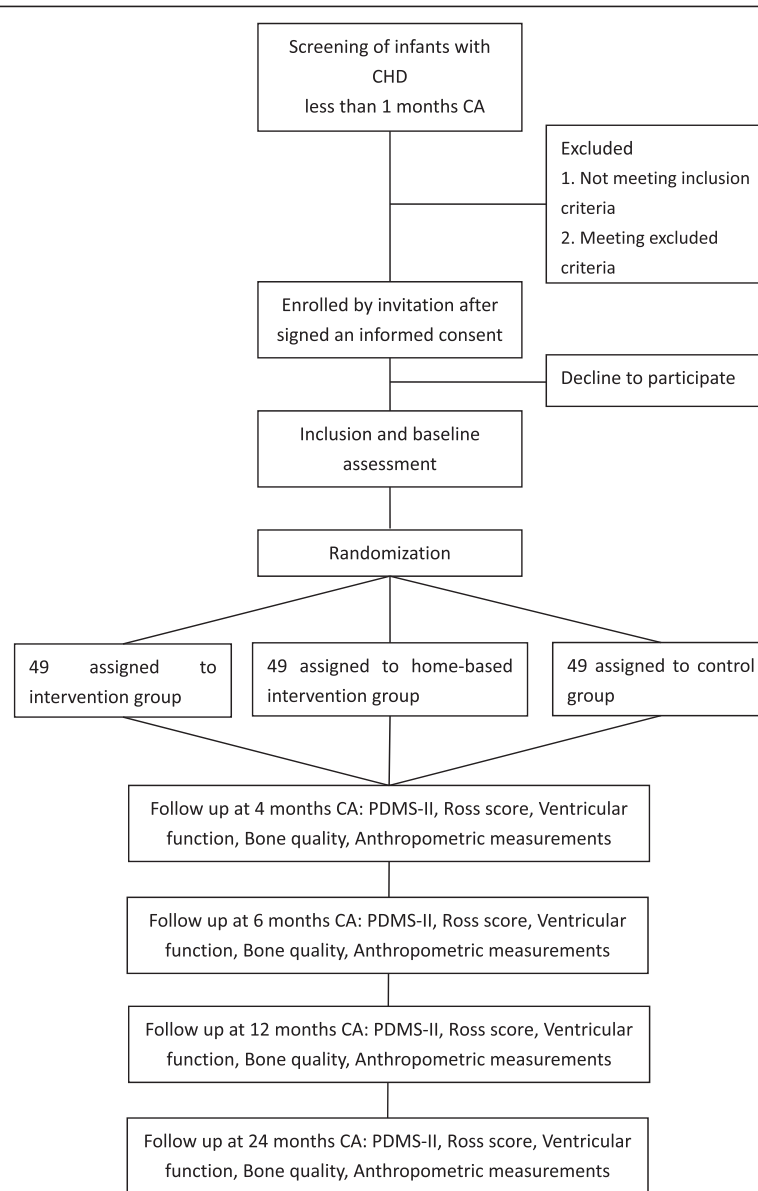 Screening of infants with
CHD
less than 1 months CA
Excluded
1. Not meeting inclusion
criteria
2. Meeting excluded
criteria
Enrolled by invitation after
signed an informed consent
Decline to participate
Inclusion and baseline
assessment
Randomization
49 assigned to
intervention group
49 assigned to home-based
intervention group
49 assigned to control
group
Follow up at 4 months CA: PDMS-II, Ross score, Ventricular
function, Bone quality, Anthropometric measurements
Follow up at 6 months CA: PDMS-II, Ross score, Ventricular
function, Bone quality, Anthropometric measurements
Follow up at 12 months CA: PDMS-II, Ross score, Ventricular
function, Bone quality, Anthropometric measurements
Follow up at 24 months CA: PDMS-II, Ross score, Ventricular
function, Bone quality, Anthropometric measurements